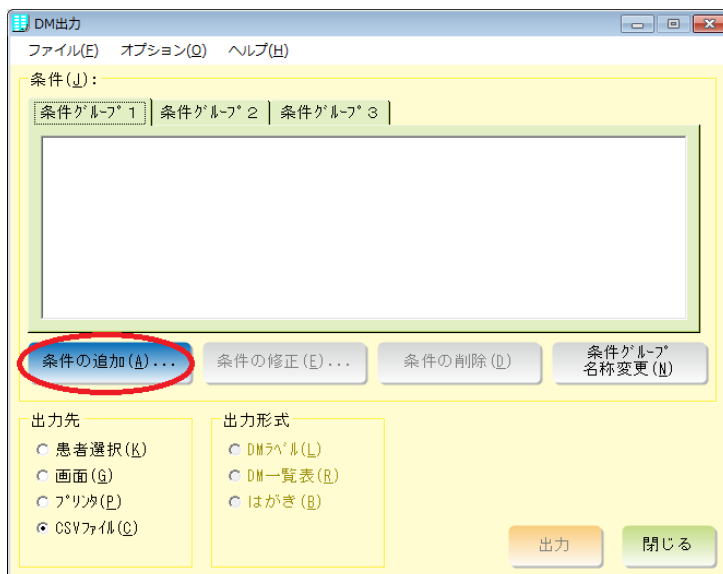 DM出力
ファイル(F) オプション(O) ヘルプ(H)
条件(J):
条件ｸﾞﾙｰﾌﾟ1 条件ｸﾞﾙｰﾌﾟ2 条件ｸﾞﾙｰﾌﾟ3
条件の追加(A)... 条件の修正(E)... 条件の削除(D) 条件ｸﾞﾙｰﾌﾟ
名称変更(N)
出力先
患者選択(K)
画面(G)
ﾌﾟﾘﾝﾀ(P)
CSVﾌｧｲﾙ(C)
出力形式
DMﾗﾍﾞﾙ(L)
DM一覧表(R)
はがき(B)
出力 閉じる